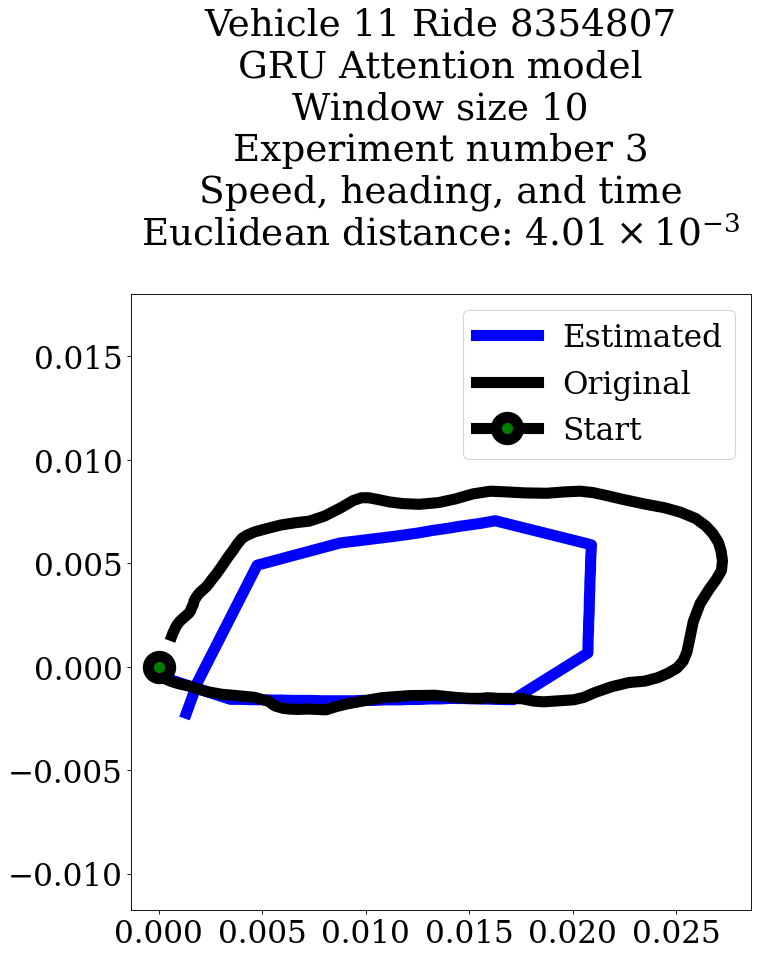 Vehicle 11 Ride 8354807
GRU Attention model
Window size 10
Experiment number 3
Speed, heading, and time
Euclidean distance: 4.01 × 10⁻³
Estimated
Original
Start
0.015
0.010
0.005
0.000
−0.005
−0.010
0.000 0.005 0.010 0.015 0.020 0.025